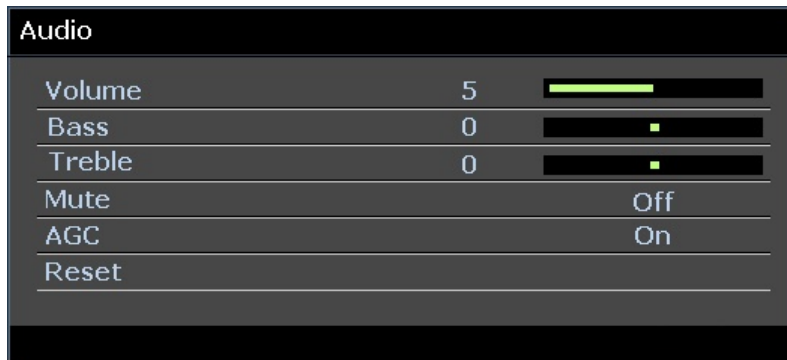 Audio
Volume 5
Bass 0
Treble 0
Mute Off
AGC On
Reset